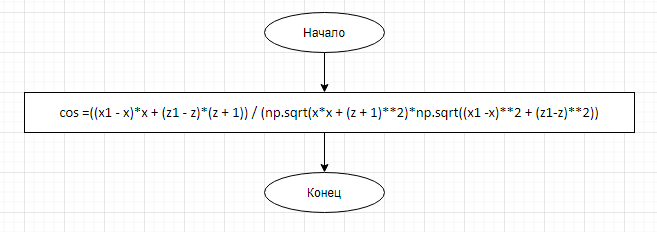 Начало
cos =((x1 - x)*x + (z1 - z)*(z + 1)) / (np.sqrt(x*x + (z + 1)**2)*np.sqrt((x1 -x)**2 + (z1-z)**2))
Конец